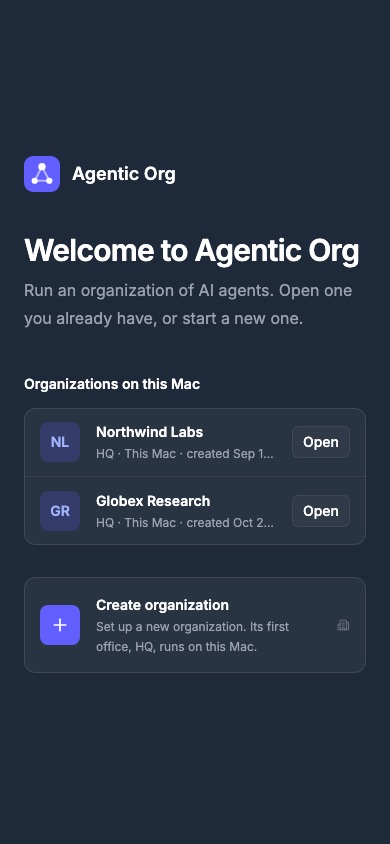 Agentic Org
Welcome to Agentic Org
Run an organization of AI agents. Open one
you already have, or start a new one.
Organizations on this Mac
NL
Northwind Labs
HQ · This Mac · created Sep 1…
Open
GR
Globex Research
HQ · This Mac · created Oct 2…
Open
Create organization
Set up a new organization. Its first
office, HQ, runs on this Mac.